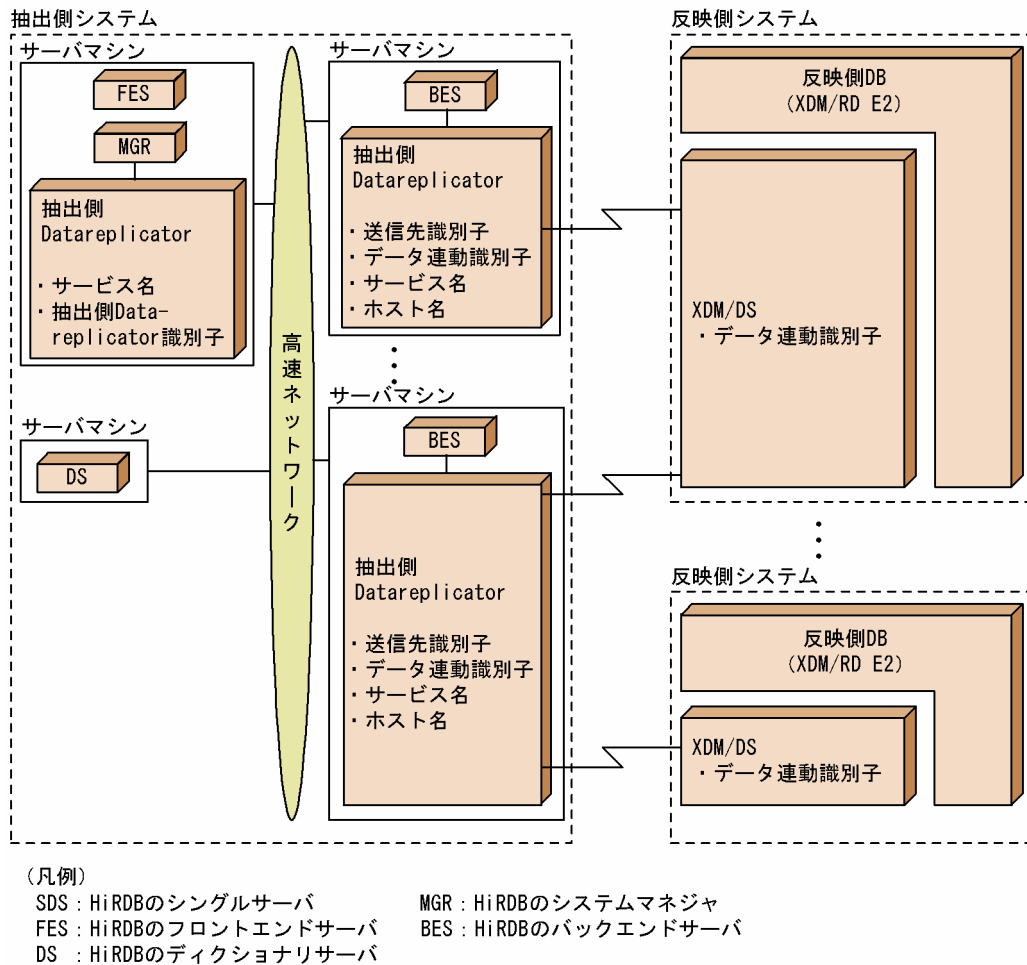 抽出側システム
サーバマシン
FES
MGR
抽出側
Datareplicator
・サービス名
・抽出側Data-
replicator識別子
サーバマシン
DS
高速ネットワーク
サーバマシン
BES
抽出側
Datareplicator
・送信先識別子
・データ連動識別子
・サービス名
・ホスト名
サーバマシン
BES
抽出側
Datareplicator
・送信先識別子
・データ連動識別子
・サービス名
・ホスト名
反映側システム
反映側DB
(XDM/RD E2)
XDM/DS
・データ連動識別子
反映側システム
反映側DB
(XDM/RD E2)
XDM/DS
・データ連動識別子
(凡例)
SDS:HiRDBのシングルサーバ MGR:HiRDBのシステムマネジャ
FES:HiRDBのフロントエンドサーバ BES:HiRDBのバックエンドサーバ
DS :HiRDBのディクショナリサーバ